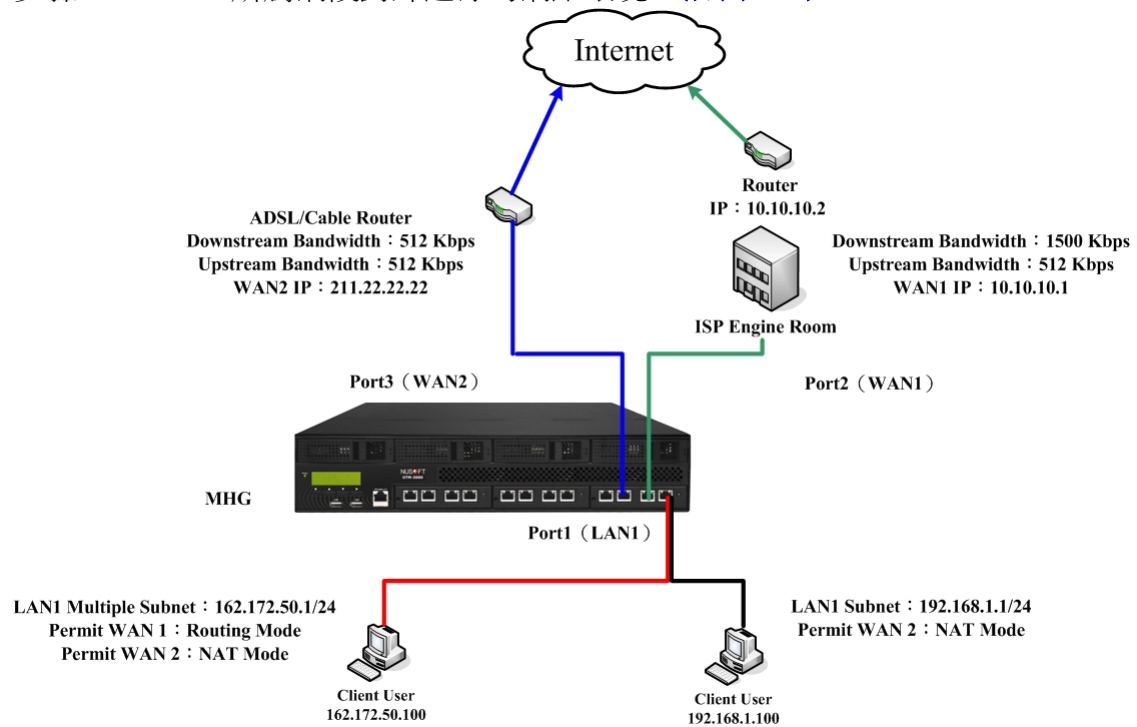 Internet
Router
IP：10.10.10.2
ADSL/Cable Router
Downstream Bandwidth：512 Kbps
Upstream Bandwidth：512 Kbps
WAN2 IP：211.22.22.22
Downstream Bandwidth：1500 Kbps
Upstream Bandwidth：512 Kbps
WAN1 IP：10.10.10.1
ISP Engine Room
Port3（WAN2）
Port2（WAN1）
NUSOFT
MHG
Port1（LAN1）
LAN1 Multiple Subnet：162.172.50.1/24
Permit WAN 1：Routing Mode
Permit WAN 2：NAT Mode
LAN1 Subnet：192.168.1.1/24
Permit WAN 2：NAT Mode
Client User
162.172.50.100
Client User
192.168.1.100